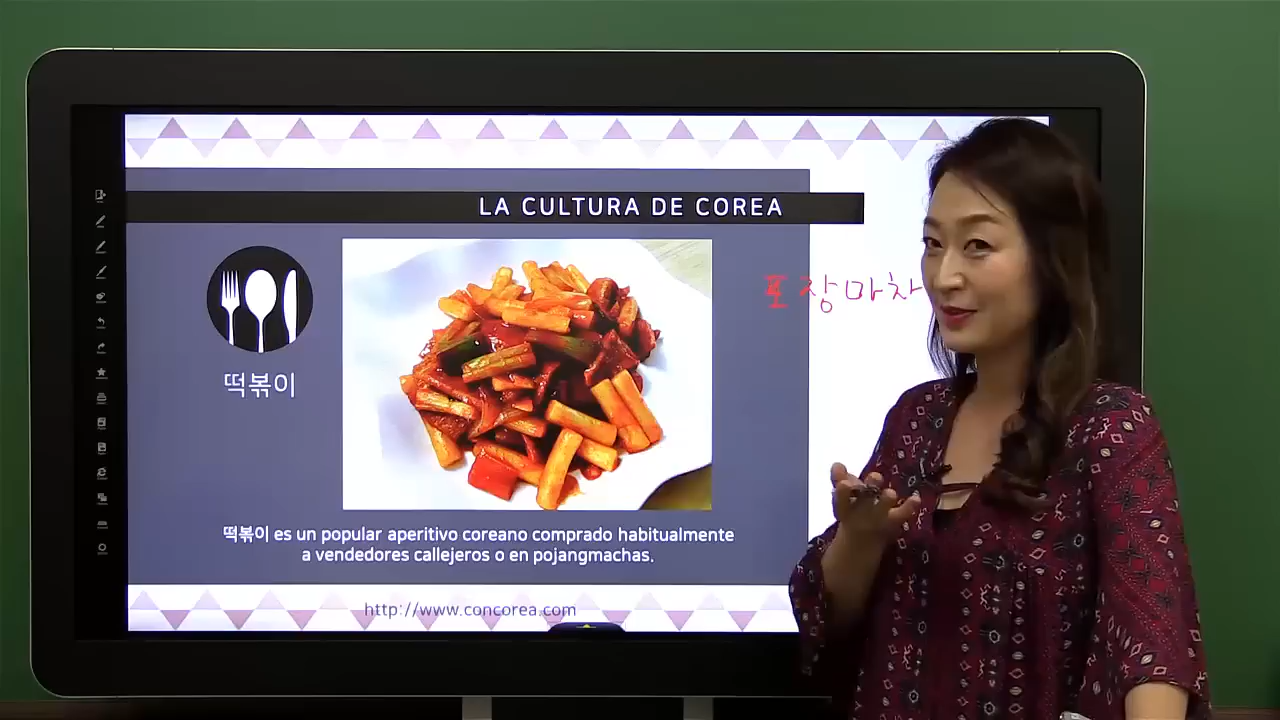 LA CULTURA DE COREA
포장마차
떡볶이
떡볶이 es un popular aperitivo coreano comprado habitualmente
a vendedores callejeros o en pojangmachas.
http://www.concorea.com